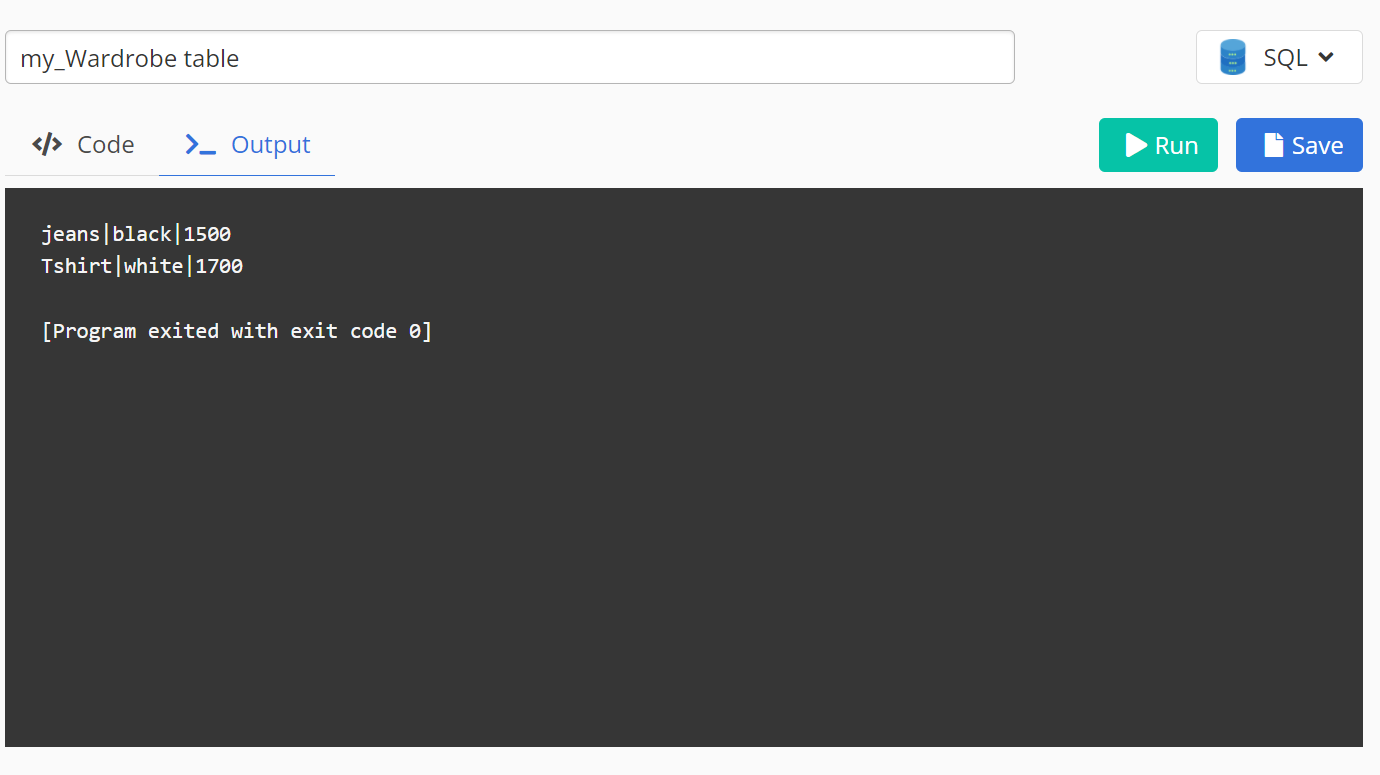 my_Wardrobe table
SQL
</> Code
>_ Output
Run
Save
jeans|black|1500
Tshirt|white|1700
[Program exited with exit code 0]